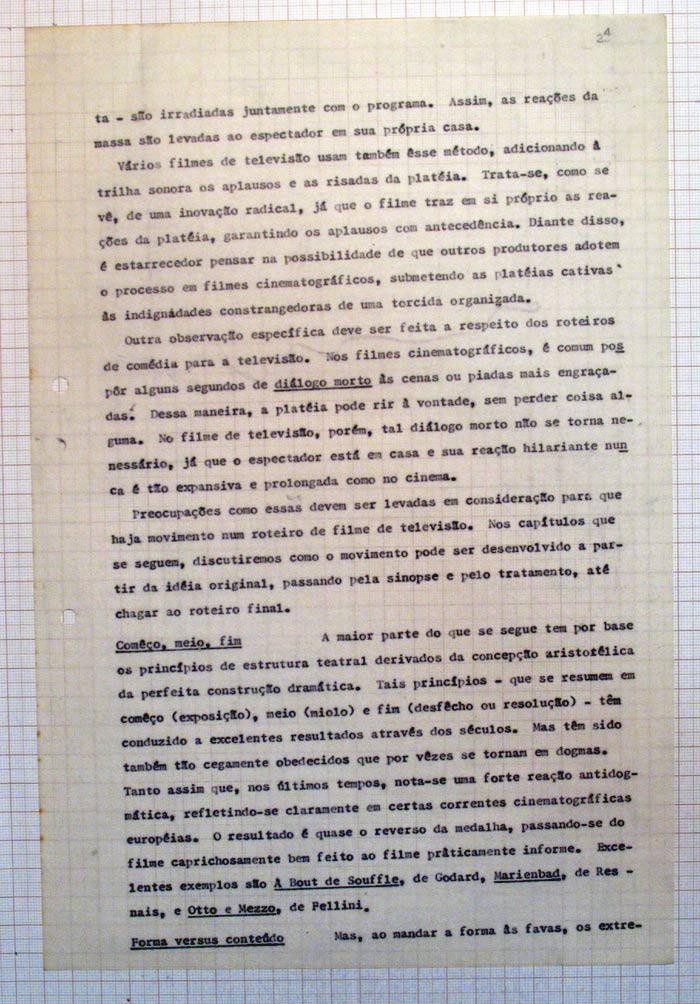 24
ta - são irradiadas juntamente com o programa. Assim, as reações da
massa são levadas ao espectador em sua própria casa.
Vários filmes de televisão usam também êsse método, adicionando à
trilha sonora os aplausos e as risadas da platéia. Trata-se, como se
vê, de uma inovação radical, já que o filme traz em si próprio as rea-
ções da platéia, garantindo os aplausos com antecedência. Diante disso,
é estarrecedor pensar na possibilidade de que outros produtores adotem
o processo em filmes cinematográficos, submetendo as platéias cativas
às indignidades constrangedoras de uma torcida organizada.
Outra observação específica deve ser feita a respeito dos roteiros
de comédia para a televisão. Nos filmes cinematográficos, é comum pos
pôr alguns segundos de diálogo morto às cenas ou piadas mais engraça-
das. Dessa maneira, a platéia pode rir à vontade, sem perder coisa al-
guma. No filme de televisão, porém, tal diálogo morto não se torna ne-
nessário, já que o espectador está em casa e sua reação hilariante nun
ca é tão expansiva e prolongada como no cinema.
Preocupações como essas devem ser levadas em consideração para que
haja movimento num roteiro de filme de televisão. Nos capítulos que
se seguem, discutiremos como o movimento pode ser desenvolvido a par-
tir da idéia original, passando pela sinopse e pelo tratamento, até
chagar ao roteiro final.
Comêço, meio, fim A maior parte do que se segue tem por base
os princípios de estrutura teatral derivados da concepção aristotélica
da perfeita construção dramática. Tais princípios - que se resumem em
comêço (exposição), meio (miolo) e fim (desfêcho ou resolução) - têm
conduzido a excelentes resultados através dos séculos. Mas têm sido
também tão cegamente obedecidos que por vêzes se tornam em dogmas.
Tanto assim que, nos últimos tempos, nota-se uma forte reação antidog-
mática, refletindo-se claramente em certas correntes cinematográficas
européias. O resultado é quase o reverso da medalha, passando-se do
filme caprichosamente bem feito ao filme pràticamente informe. Exce-
lentes exemplos são A Bout de Souffle, de Godard, Marienbad, de Res -
nais, e Otto e Mezzo, de Fellini.
Forma versus conteúdo Mas, ao mandar a forma às favas, os extre-